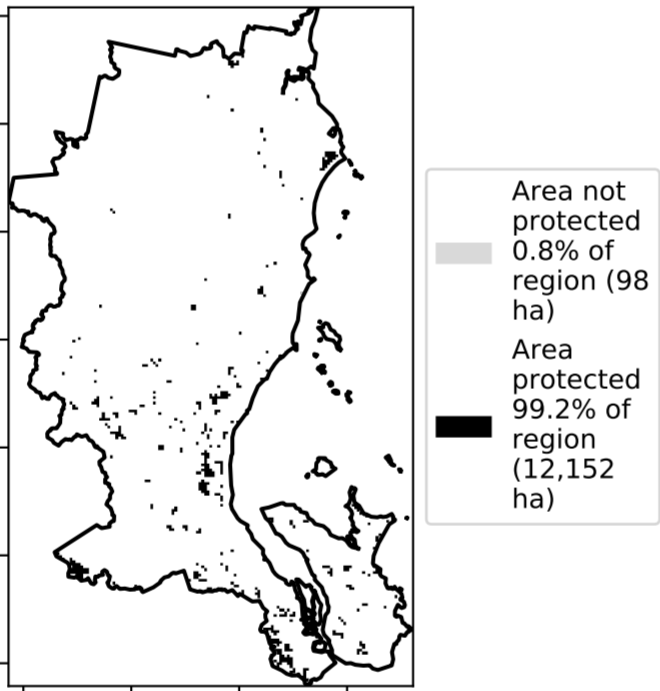 Area not
protected
0.8% of
region (98
ha)
Area
protected
99.2% of
region
(12,152
ha)